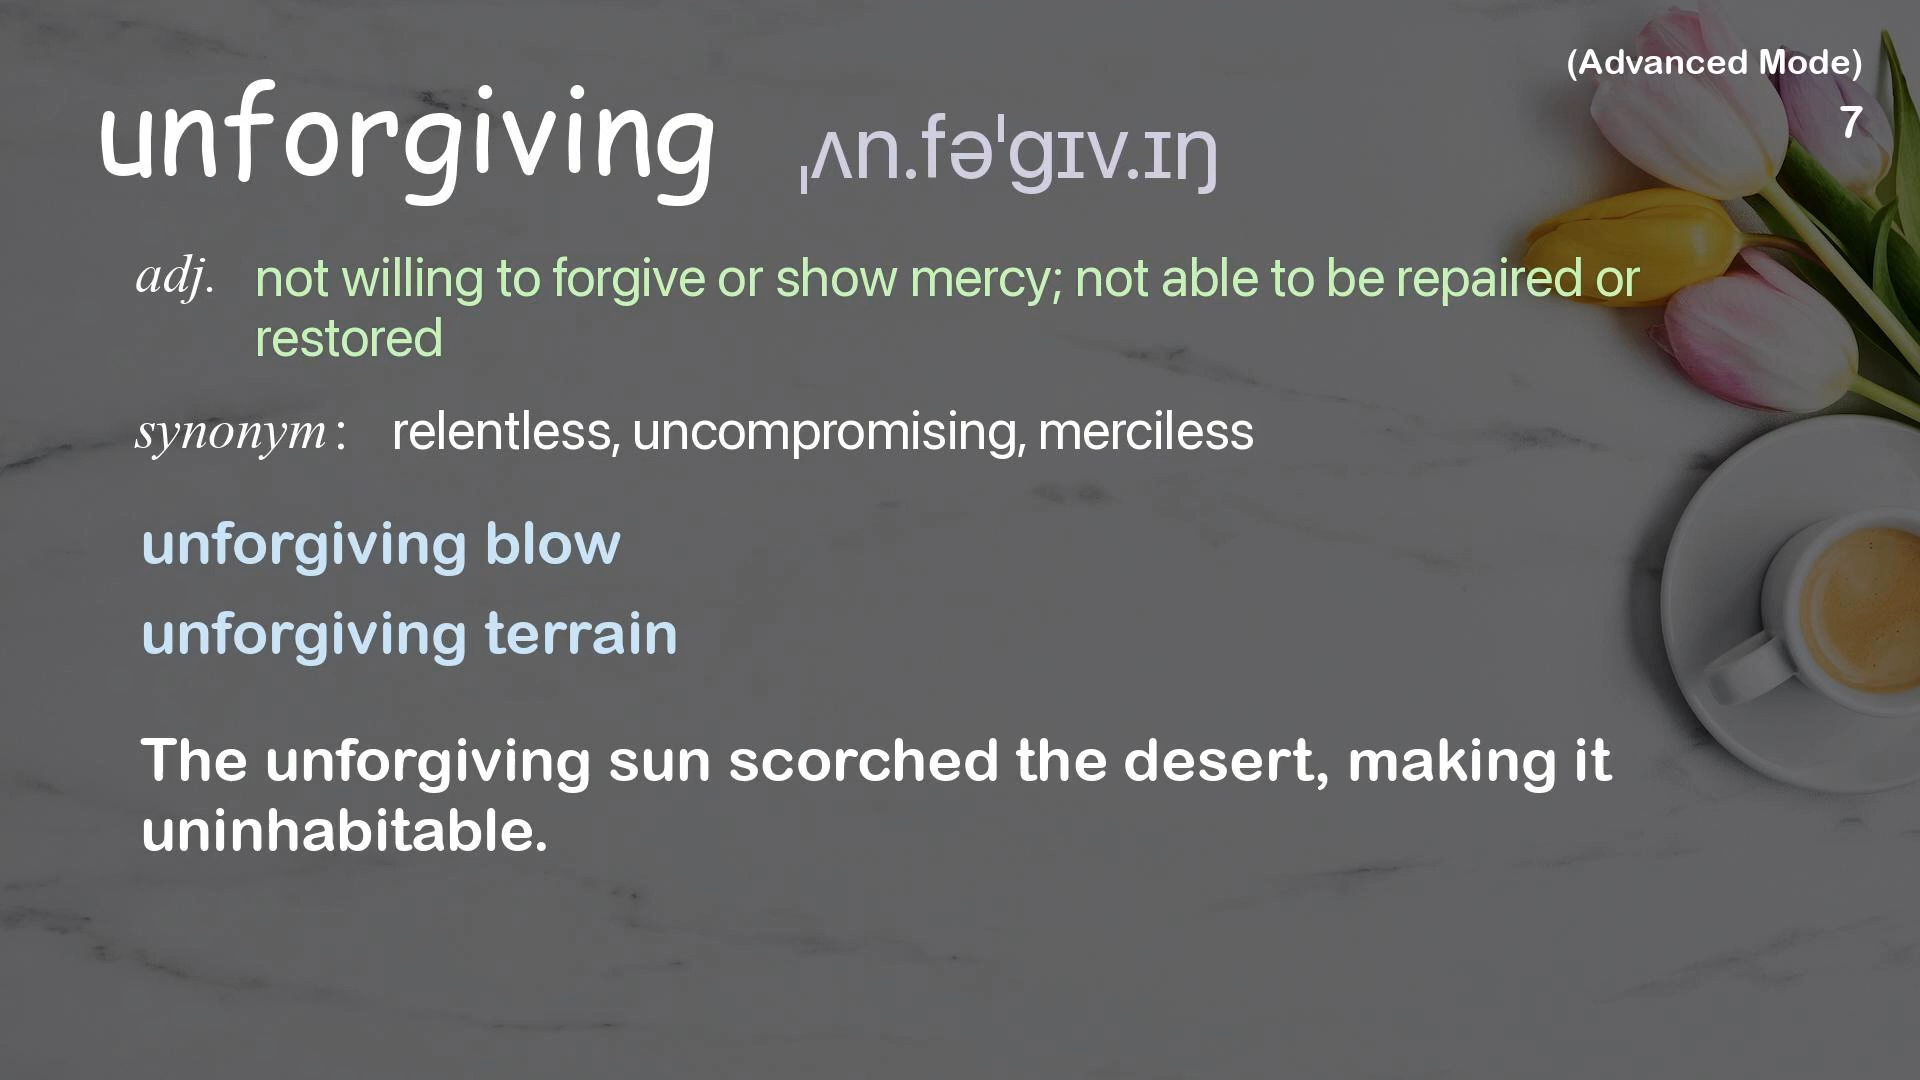 (Advanced Mode)
7
unforgiving ˌʌn.fəˈɡɪv.ɪŋ
adj. not willing to forgive or show mercy; not able to be repaired or
restored
synonym: relentless, uncompromising, merciless
unforgiving blow
unforgiving terrain
The unforgiving sun scorched the desert, making it
uninhabitable.